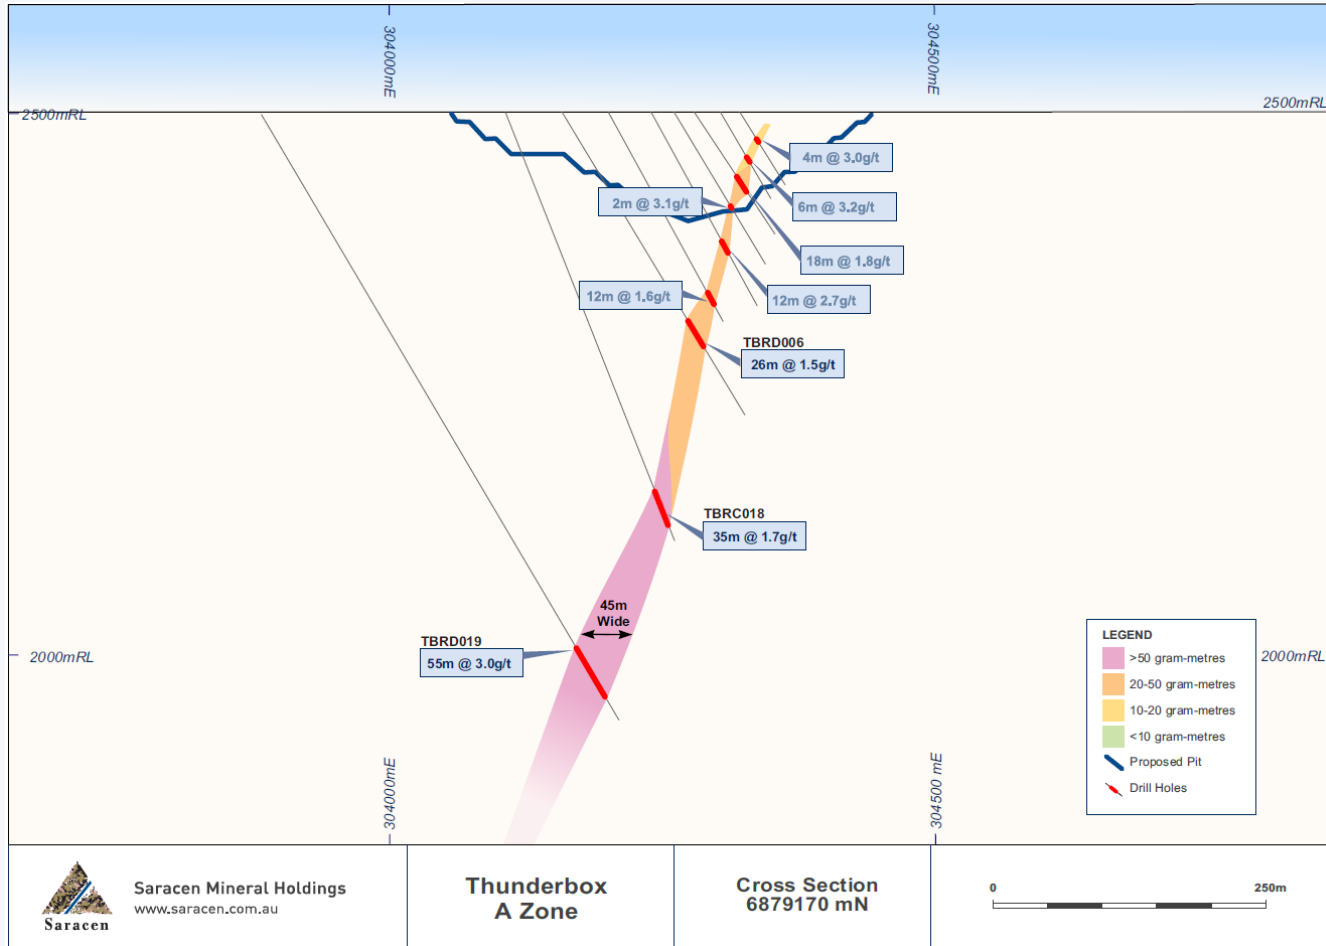 304000mE
304500mE
2500mRL
2500mRL
4m @ 3.0g/t
2m @ 3.1g/t
6m @ 3.2g/t
18m @ 1.8g/t
12m @ 1.6g/t
12m @ 2.7g/t
TBRD006
26m @ 1.5g/t
TBRC018
35m @ 1.7g/t
45m
Wide
TBRD019
55m @ 3.0g/t
2000mRL
2000mRL
LEGEND
>50 gram-metres
20-50 gram-metres
10-20 gram-metres
<10 gram-metres
Proposed Pit
Drill Holes
304000mE
304500 mE
Saracen
Saracen Mineral Holdings
www.saracen.com.au
Thunderbox
A Zone
Cross Section
6879170 mN
0 250m